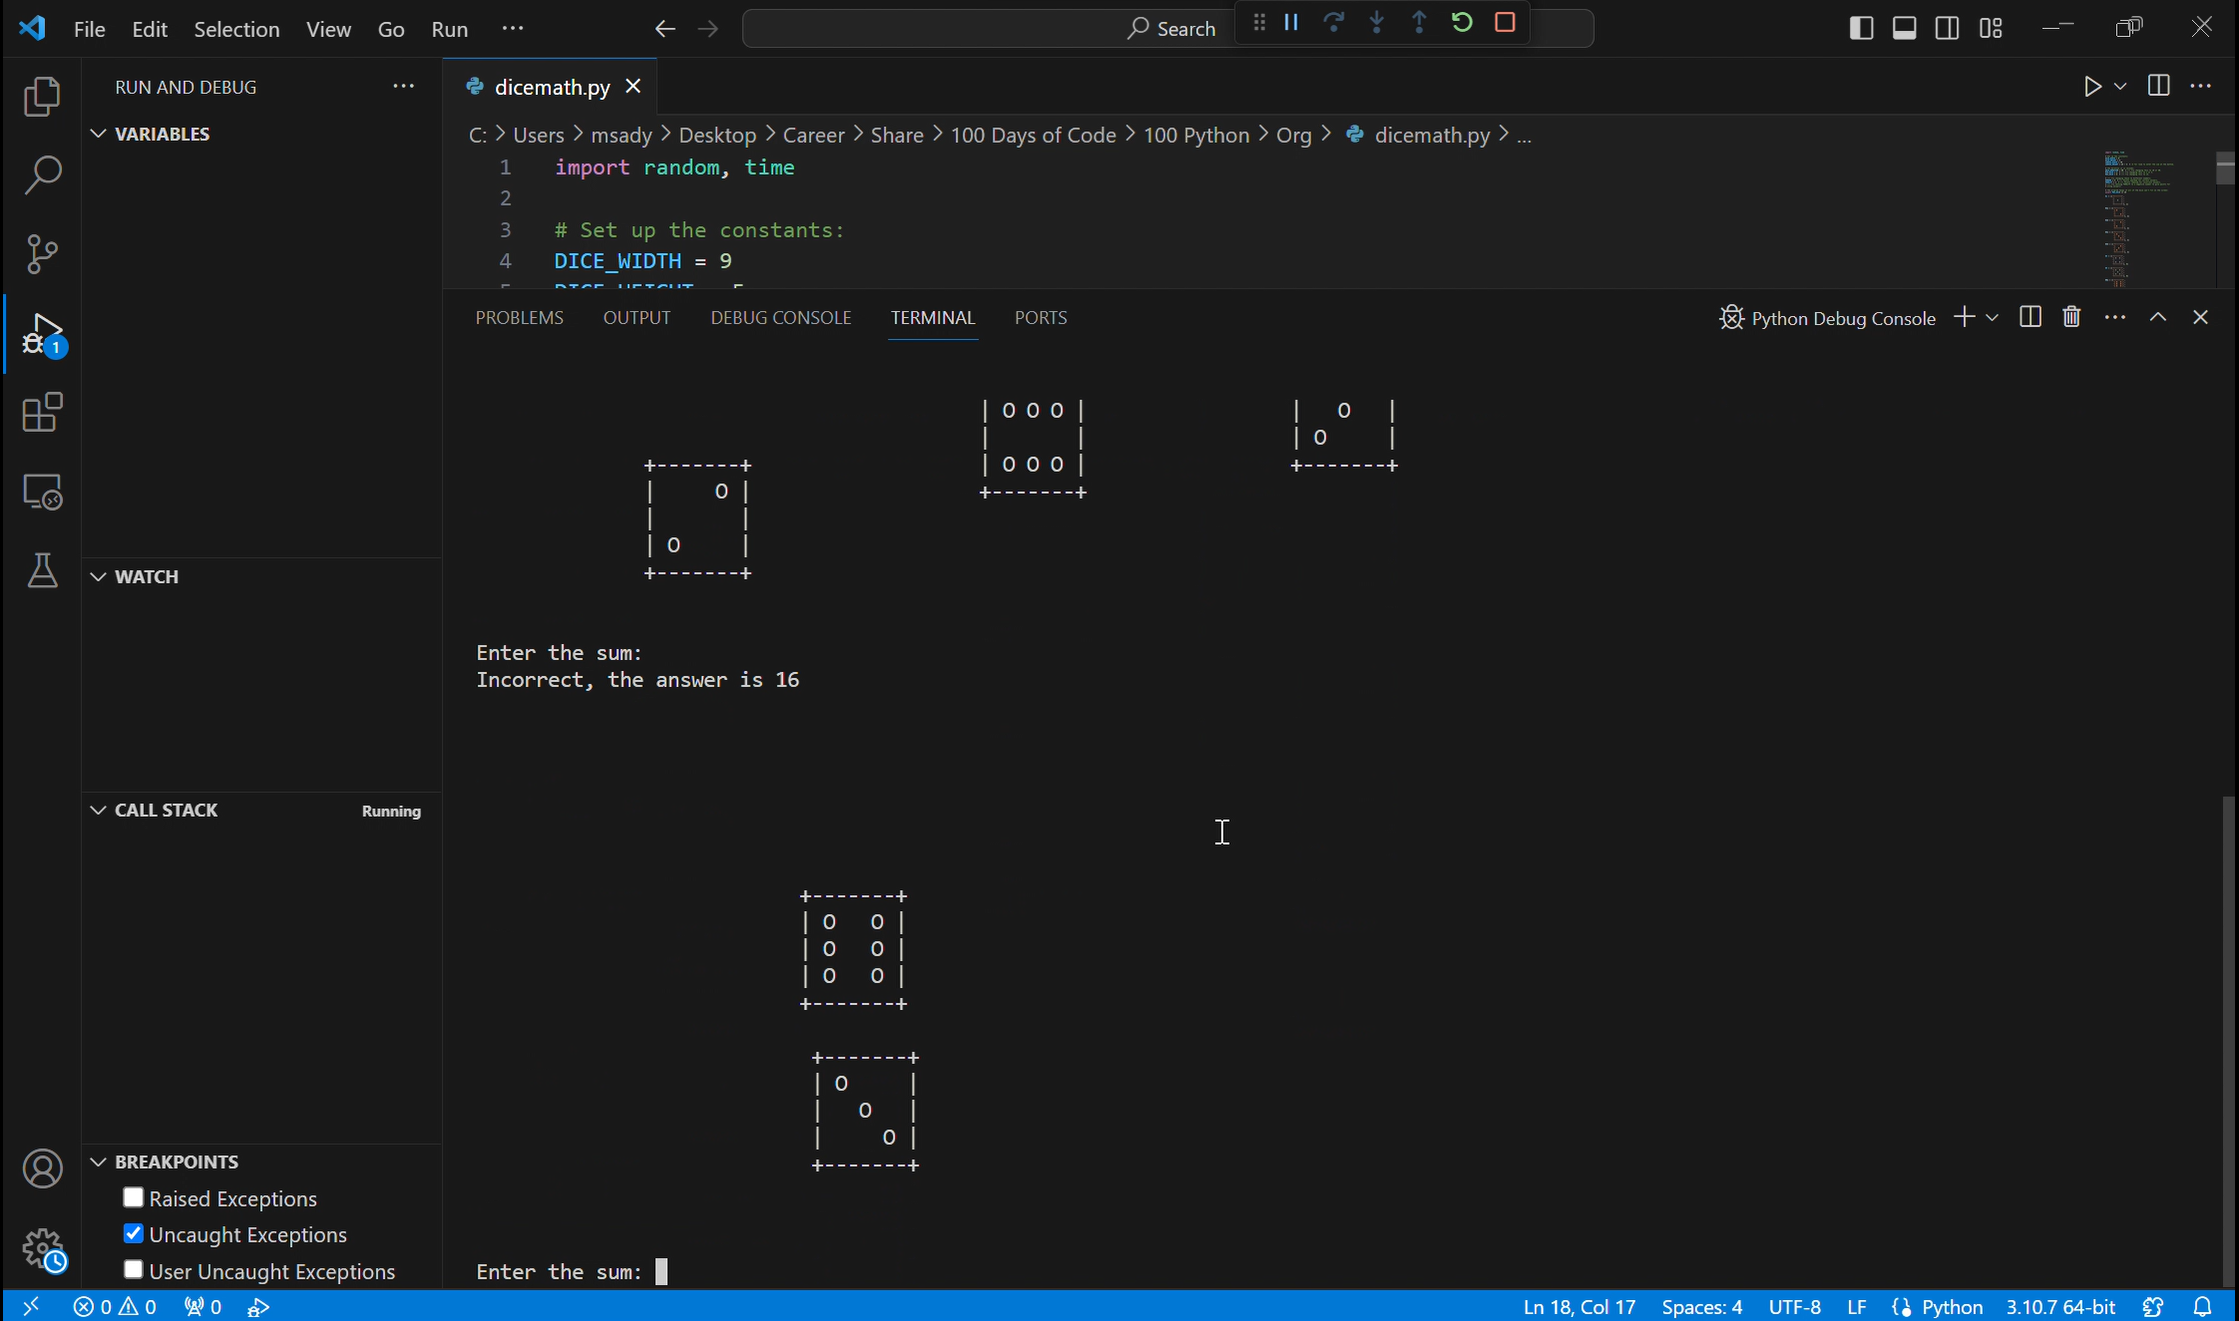 File Edit Selection View Go Run ··· Search
RUN AND DEBUG ···
dicemath.py
VARIABLES
C: > Users > msady > Desktop > Career > Share > 100 Days of Code > 100 Python > Org > dicemath.py > ...
1 import random, time
2
3 # Set up the constants:
4 DICE_WIDTH = 9
PROBLEMS OUTPUT DEBUG CONSOLE TERMINAL PORTS Python Debug Console
| O O O | |   O   |
|       | | O     |
+-------+ | O O O | +-------+
|     O | +-------+
|       |
| O     |
+-------+
WATCH
Enter the sum:
Incorrect, the answer is 16
CALL STACK Running
+-------+
| O   O |
| O   O |
| O   O |
+-------+
+-------+
| O     |
|   O   |
|     O |
+-------+
BREAKPOINTS
Raised Exceptions
Uncaught Exceptions
User Uncaught Exceptions
Enter the sum:
1
0 0 0 Ln 18, Col 17 Spaces: 4 UTF-8 LF Python 3.10.7 64-bit